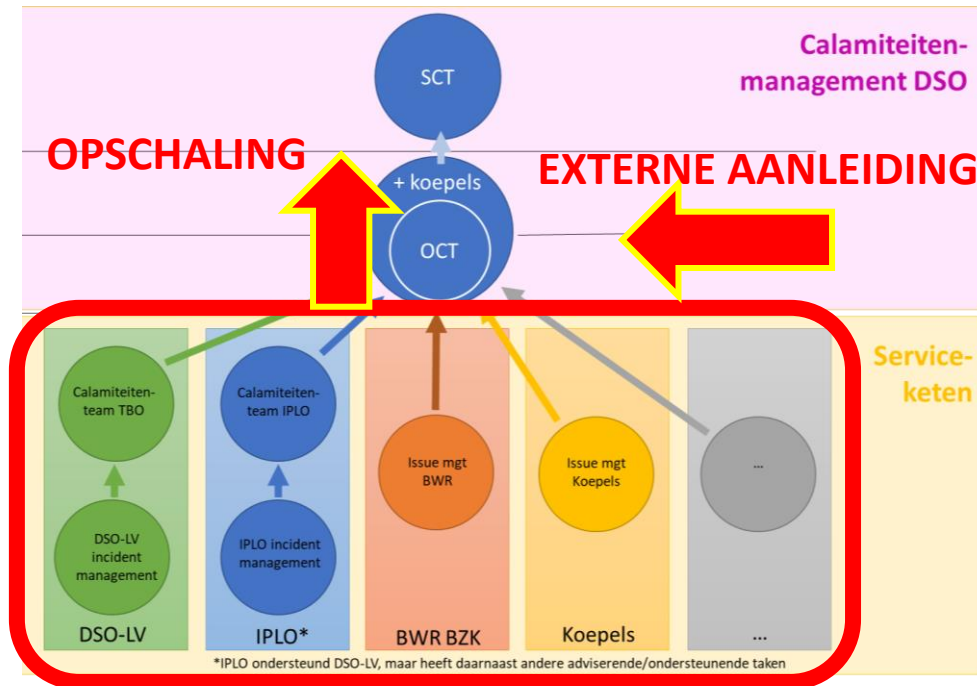 Calamiteiten-
management DSO
SCT
OPSCHALING
EXTERNE AANLEIDING
+ koepels
OCT
Service-
keten
Calamiteiten-
team TBO
Calamiteiten-
team IPLO
Issue mgt
BWR
Issue mgt
Koepels
...
DSO-LV
incident
management
IPLO incident
management
DSO-LV
IPLO*
BWR BZK
Koepels
...
*IPLO ondersteund DSO-LV, maar heeft daarnaast andere adviserende/ondersteunende taken